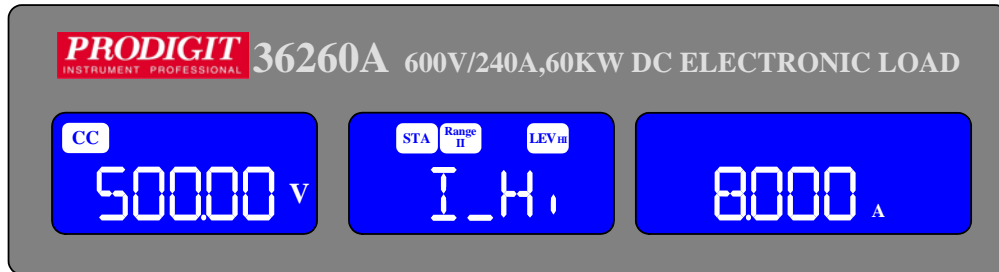 PRODIGIT
INSTRUMENT PROFESSIONAL
36260A 600V/240A,60KW DC ELECTRONIC LOAD
CC
500.00 V
STA Range II LEV HI
I_Hi
8.000 A